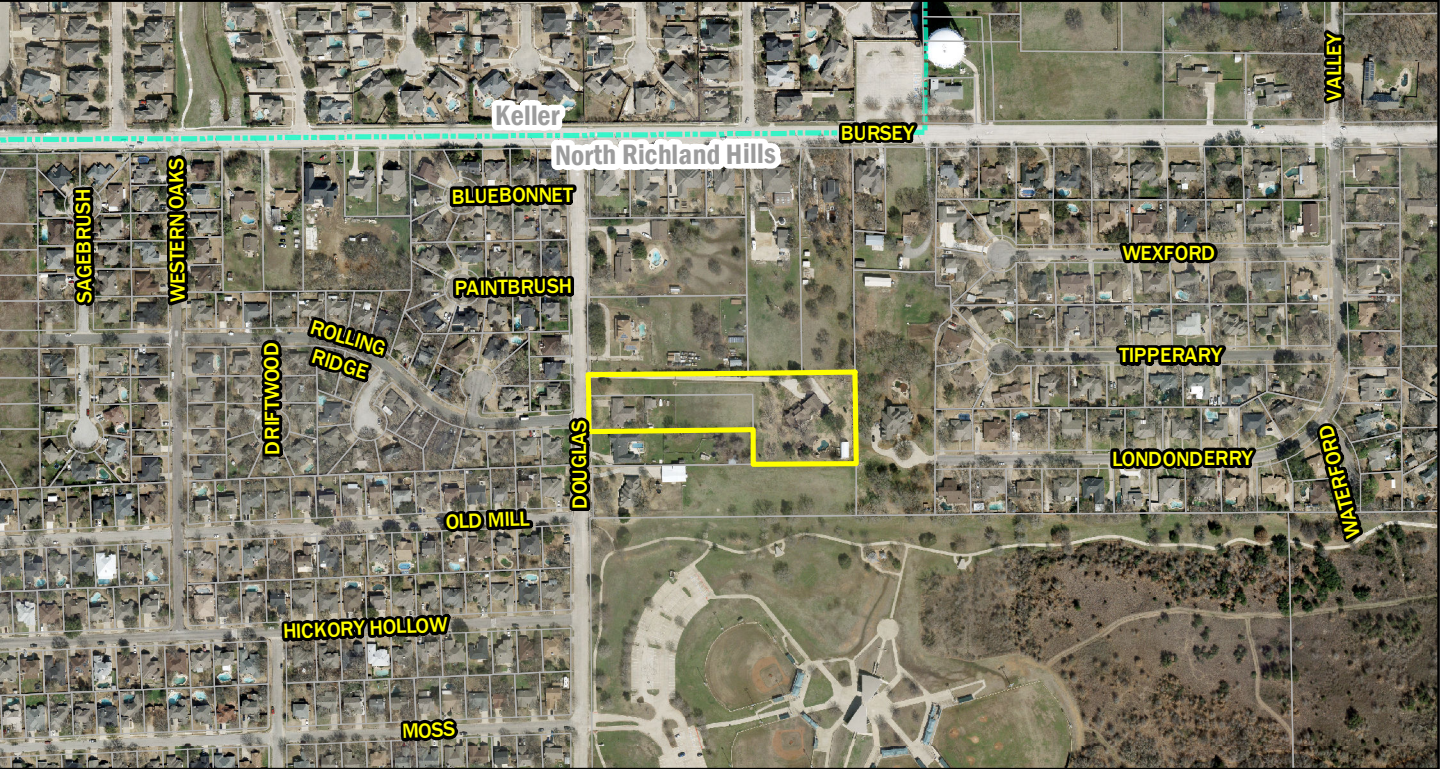 VALLEY
Keller
BURSEY
North Richland Hills
SAGEBRUSH
WESTERN OAKS
BLUEBONNET
WEXFORD
PAINTBRUSH
ROLLING
RIDGE
DRIFTWOOD
TIPPERARY
DOUGLAS
LONDONDERRY
WATERFORD
OLD MILL
HICKORY HOLLOW
MOSS